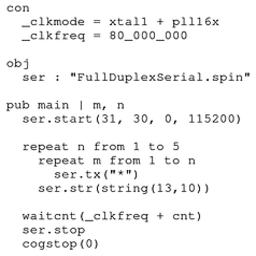 con
  _clkmode = xtal1 + pll16x
  _clkfreq = 80_000_000

obj
  ser : "FullDuplexSerial.spin"

pub main | m, n
  ser.start(31, 30, 0, 115200)

  repeat n from 1 to 5
    repeat m from 1 to n
      ser.tx("*")
    ser.str(string(13,10))

  waitcnt(_clkfreq + cnt)
  ser.stop
  cogstop(0)